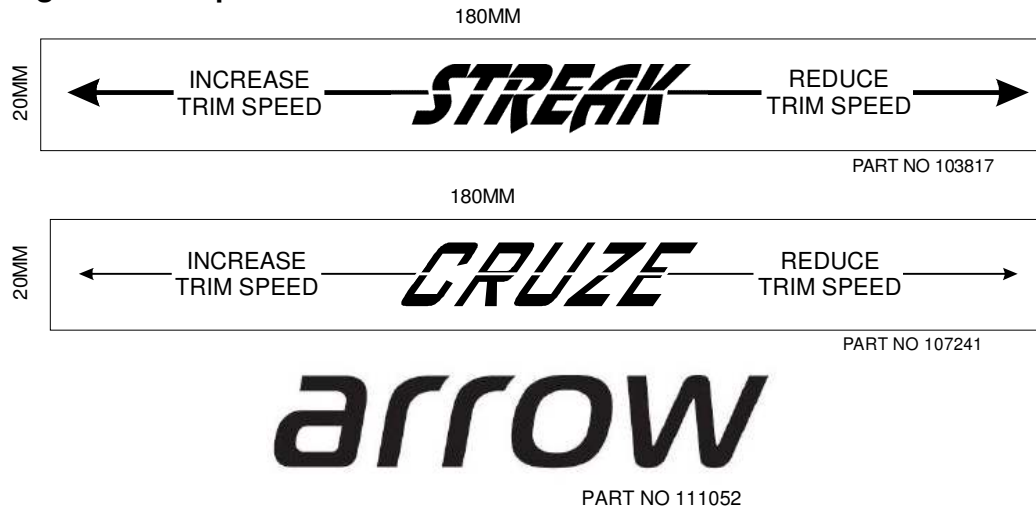 180MM
20MM
INCREASE STREAK REDUCE
TRIM SPEED TRIM SPEED
PART NO 103817
180MM
20MM
INCREASE CRUZE REDUCE
TRIM SPEED TRIM SPEED
PART NO 107241
arrow
PART NO 111052